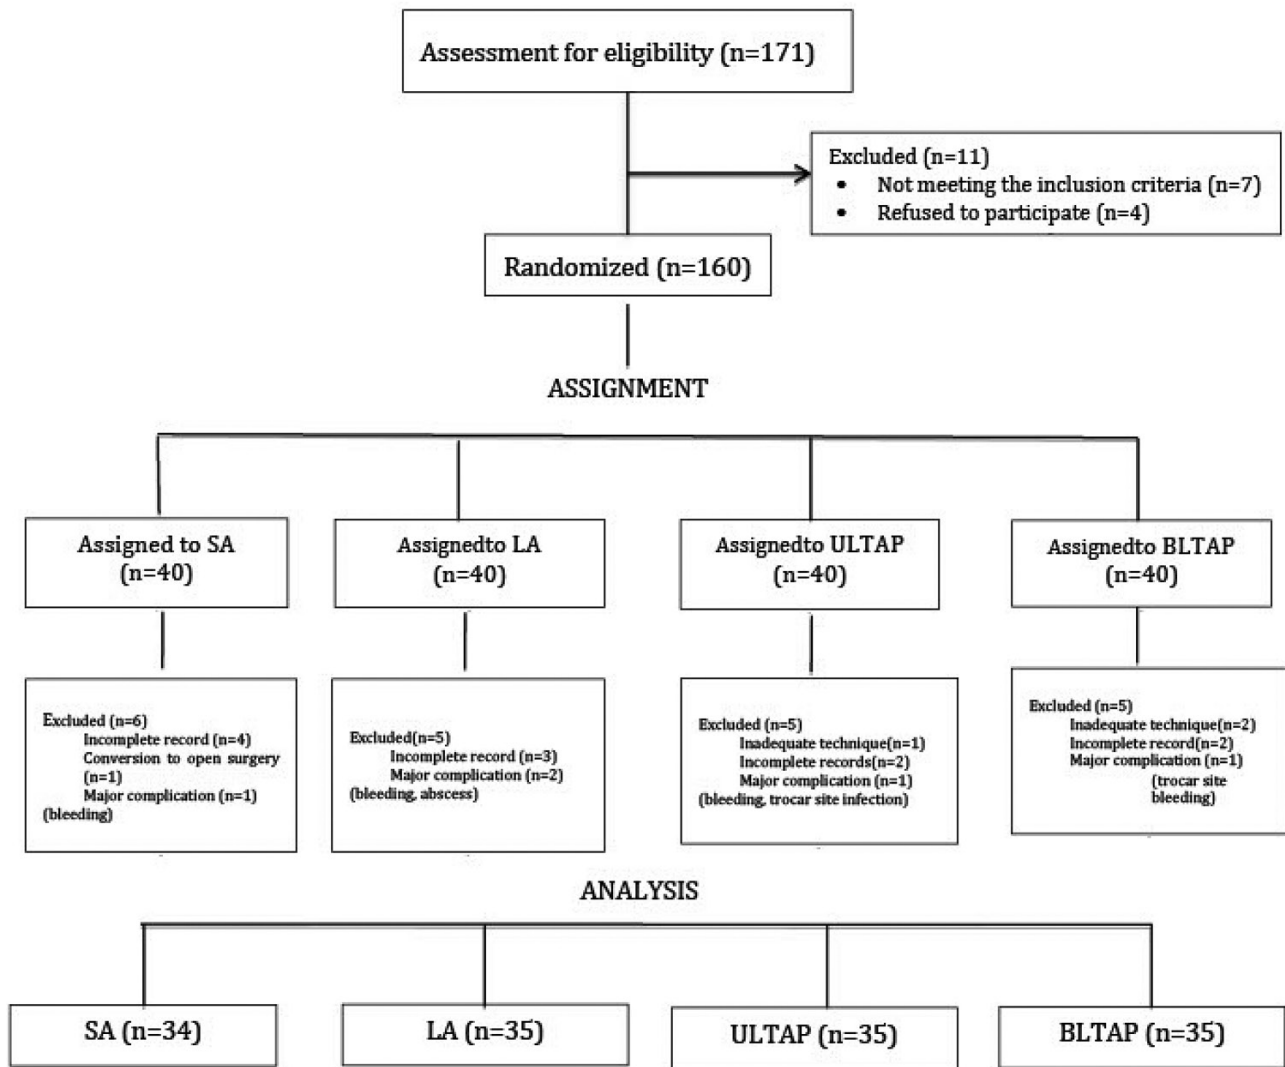 Assessment for eligibility (n=171)
Excluded (n=11)
• Not meeting the inclusion criteria (n=7)
• Refused to participate (n=4)
Randomized (n=160)
ASSIGNMENT
Assigned to SA
(n=40)
Assignedto LA
(n=40)
Assignedto ULTAP
(n=40)
Assignedto BLTAP
(n=40)
Excluded (n=6)
Incomplete record (n=4)
Conversion to open surgery
(n=1)
Major complication (n=1)
(bleeding)
Excluded(n=5)
Incomplete record (n=3)
Major complication (n=2)
(bleeding, abscess)
Excluded (n=5)
Inadequate technique(n=1)
Incomplete records(n=2)
Major complication (n=1)
(bleeding, trocar site infection)
Excluded (n=5)
Inadequate technique(n=2)
Incomplete record(n=2)
Major complication (n=1)
(trocar site
bleeding)
ANALYSIS
SA (n=34)
LA (n=35)
ULTAP (n=35)
BLTAP (n=35)